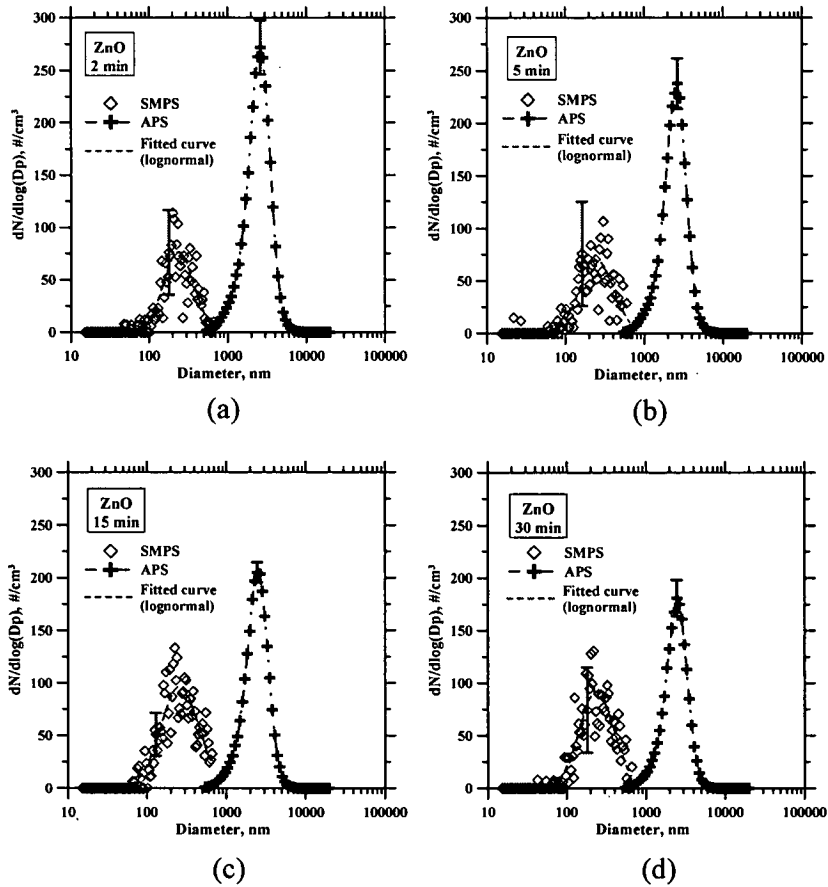 300
250
200
150
100
50
0
dN/dlog(Dp), #/cm³
ZnO
2 min
SMPS
APS
Fitted curve
(lognormal)
10 100 1000 10000 100000
Diameter, nm
(a)
300
250
200
150
100
50
0
dN/dlog(Dp), #/cm³
ZnO
5 min
SMPS
APS
Fitted curve
(lognormal)
10 100 1000 10000 100000
Diameter, nm
(b)
300
250
200
150
100
50
0
dN/dlog(Dp), #/cm³
ZnO
15 min
SMPS
APS
Fitted curve
(lognormal)
10 100 1000 10000 100000
Diameter, nm
(c)
300
250
200
150
100
50
0
dN/dlog(Dp), #/cm³
ZnO
30 min
SMPS
APS
Fitted curve
(lognormal)
10 100 1000 10000 100000
Diameter, nm
(d)